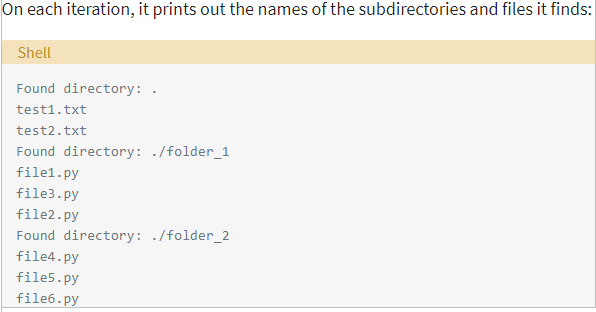 On each iteration, it prints out the names of the subdirectories and files it finds:
Shell
Found directory: .
test1.txt
test2.txt
Found directory: ./folder_1
file1.py
file3.py
file2.py
Found directory: ./folder_2
file4.py
file5.py
file6.py